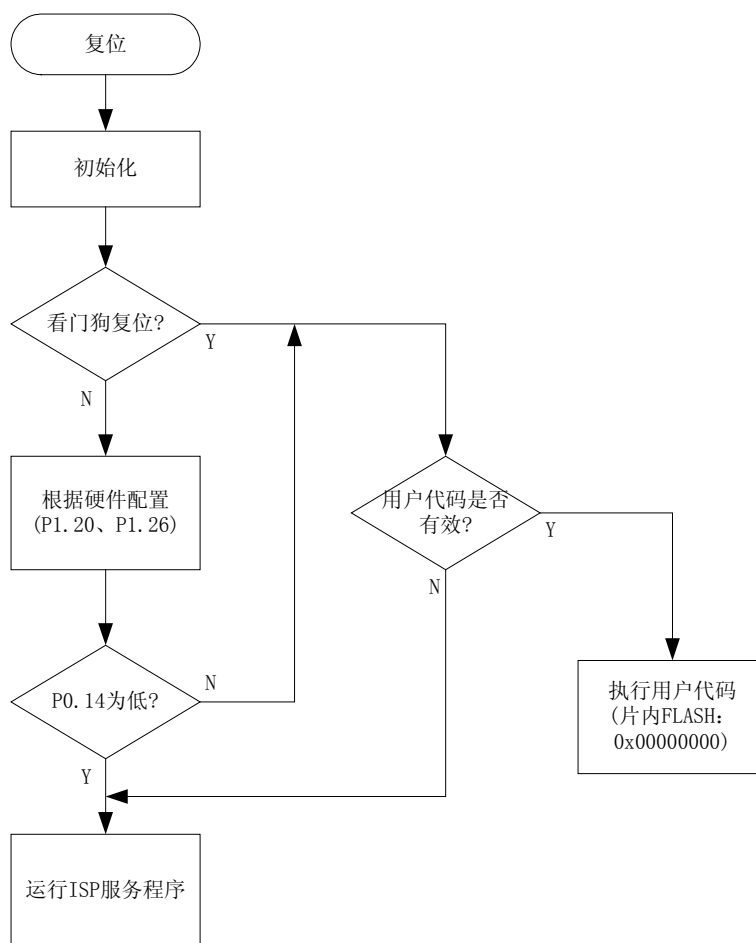 复位
初始化
看门狗复位?
Y
N
根据硬件配置
(P1.20、P1.26)
用户代码是否
有效?
Y
N
P0.14为低?
N
Y
执行用户代码
(片内FLASH:
0x00000000)
运行ISP服务程序